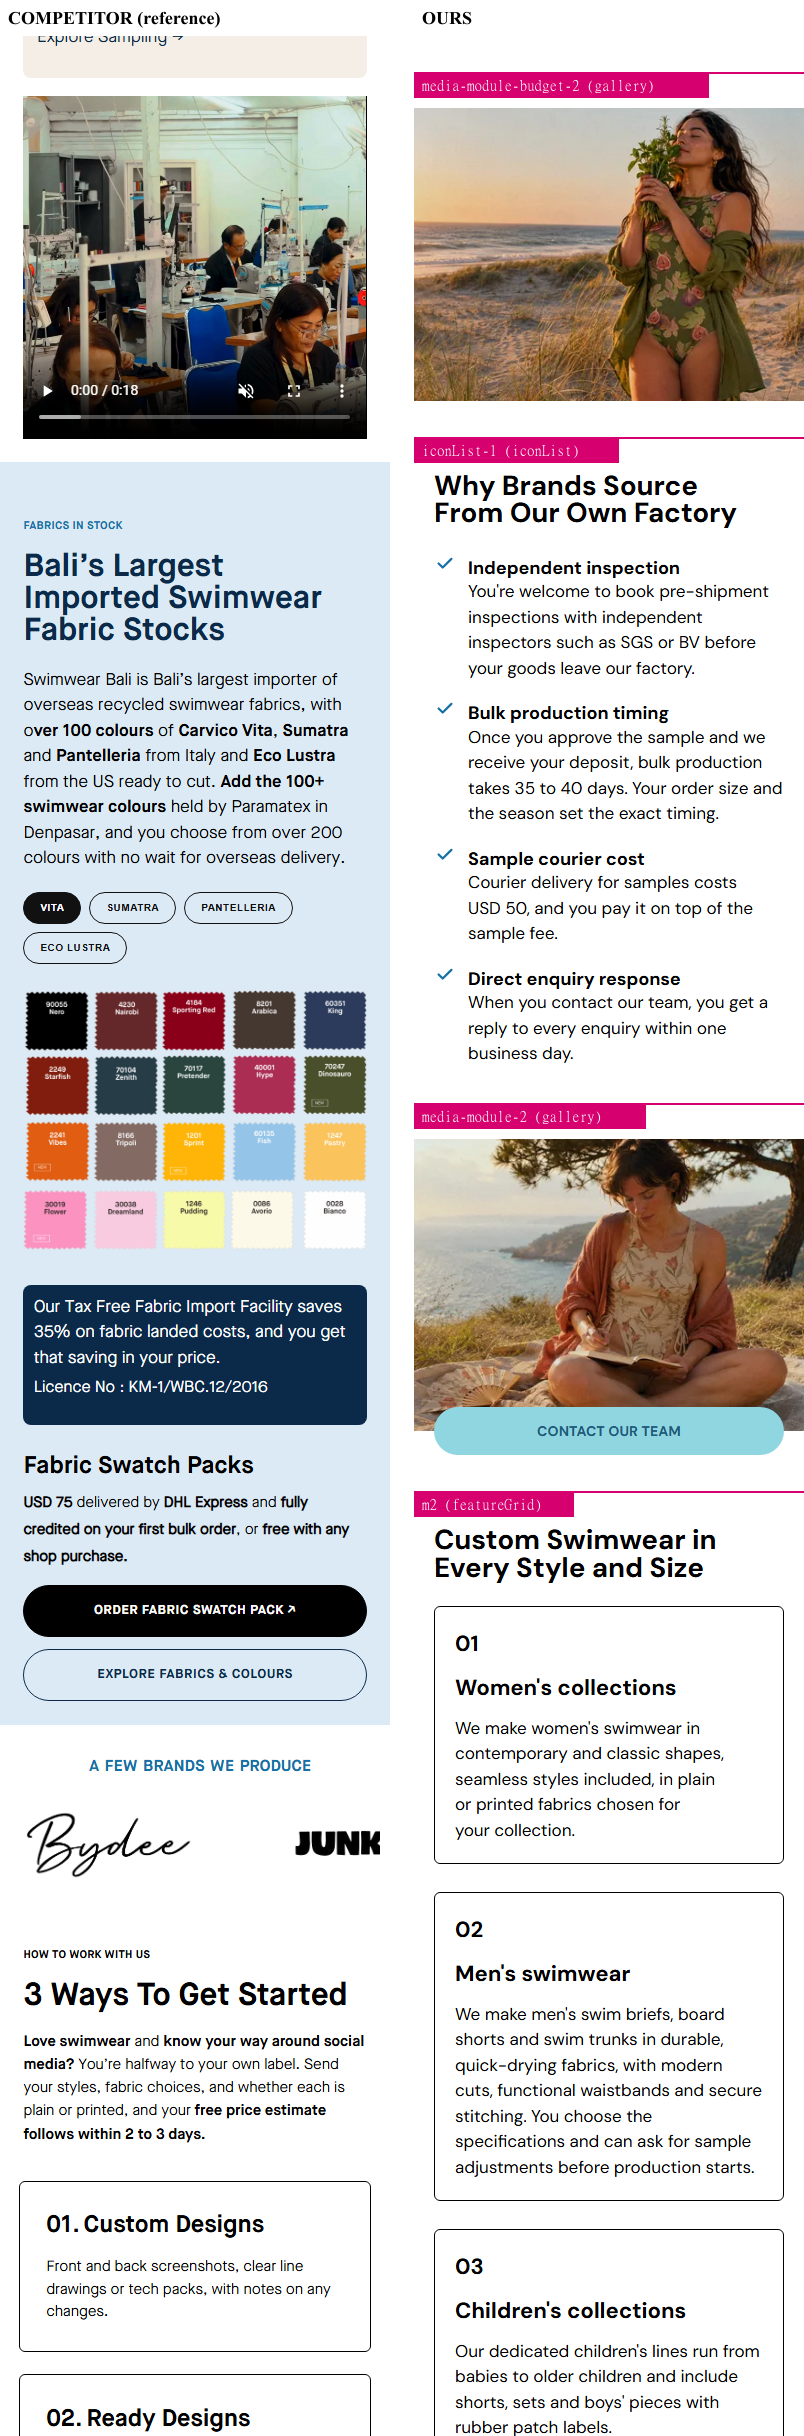 COMPETITOR (reference)
Explore Sampling →
0:00 / 0:18
FABRICS IN STOCK
Bali’s Largest
Imported Swimwear
Fabric Stocks
Swimwear Bali is Bali’s largest importer of
overseas recycled swimwear fabrics, with
over 100 colours of Carvico Vita, Sumatra
and Pantelleria from Italy and Eco Lustra
from the US ready to cut. Add the 100+
swimwear colours held by Paramatex in
Denpasar, and you choose from over 200
colours with no wait for overseas delivery.
VITA
SUMATRA
PANTELLERIA
ECO LUSTRA
90055
Nero
4230
Nairobi
4184
Sporting Red
8201
Arabica
60351
King
2249
Starfish
70104
Zenith
70117
Pretender
40001
Hype
70247
Dinosauro
NEW
2241
Vibes
NEW
8166
Tripoli
1201
Sprint
NEW
60135
Fish
1247
Pastry
30019
Flower
NEW
30038
Dreamland
1246
Pudding
0086
Avorio
0028
Bianco
Our Tax Free Fabric Import Facility saves
35% on fabric landed costs, and you get
that saving in your price.
Licence No : KM-1/WBC.12/2016
Fabric Swatch Packs
USD 75 delivered by DHL Express and fully
credited on your first bulk order, or free with any
shop purchase.
ORDER FABRIC SWATCH PACK ↗
EXPLORE FABRICS & COLOURS
A FEW BRANDS WE PRODUCE
Bydee
JUNK
HOW TO WORK WITH US
3 Ways To Get Started
Love swimwear and know your way around social
media? You’re halfway to your own label. Send
your styles, fabric choices, and whether each is
plain or printed, and your free price estimate
follows within 2 to 3 days.
01. Custom Designs
Front and back screenshots, clear line
drawings or tech packs, with notes on any
changes.
02. Ready Designs
OURS
media-module-budget-2 (gallery)
iconList-1 (iconList)
Why Brands Source
From Our Own Factory
Independent inspection
You're welcome to book pre-shipment
inspections with independent
inspectors such as SGS or BV before
your goods leave our factory.
Bulk production timing
Once you approve the sample and we
receive your deposit, bulk production
takes 35 to 40 days. Your order size and
the season set the exact timing.
Sample courier cost
Courier delivery for samples costs
USD 50, and you pay it on top of the
sample fee.
Direct enquiry response
When you contact our team, you get a
reply to every enquiry within one
business day.
media-module-2 (gallery)
CONTACT OUR TEAM
m2 (featureGrid)
Custom Swimwear in
Every Style and Size
01
Women's collections
We make women's swimwear in
contemporary and classic shapes,
seamless styles included, in plain
or printed fabrics chosen for
your collection.
02
Men's swimwear
We make men's swim briefs, board
shorts and swim trunks in durable,
quick-drying fabrics, with modern
cuts, functional waistbands and secure
stitching. You choose the
specifications and can ask for sample
adjustments before production starts.
03
Children's collections
Our dedicated children's lines run from
babies to older children and include
shorts, sets and boys' pieces with
rubber patch labels.